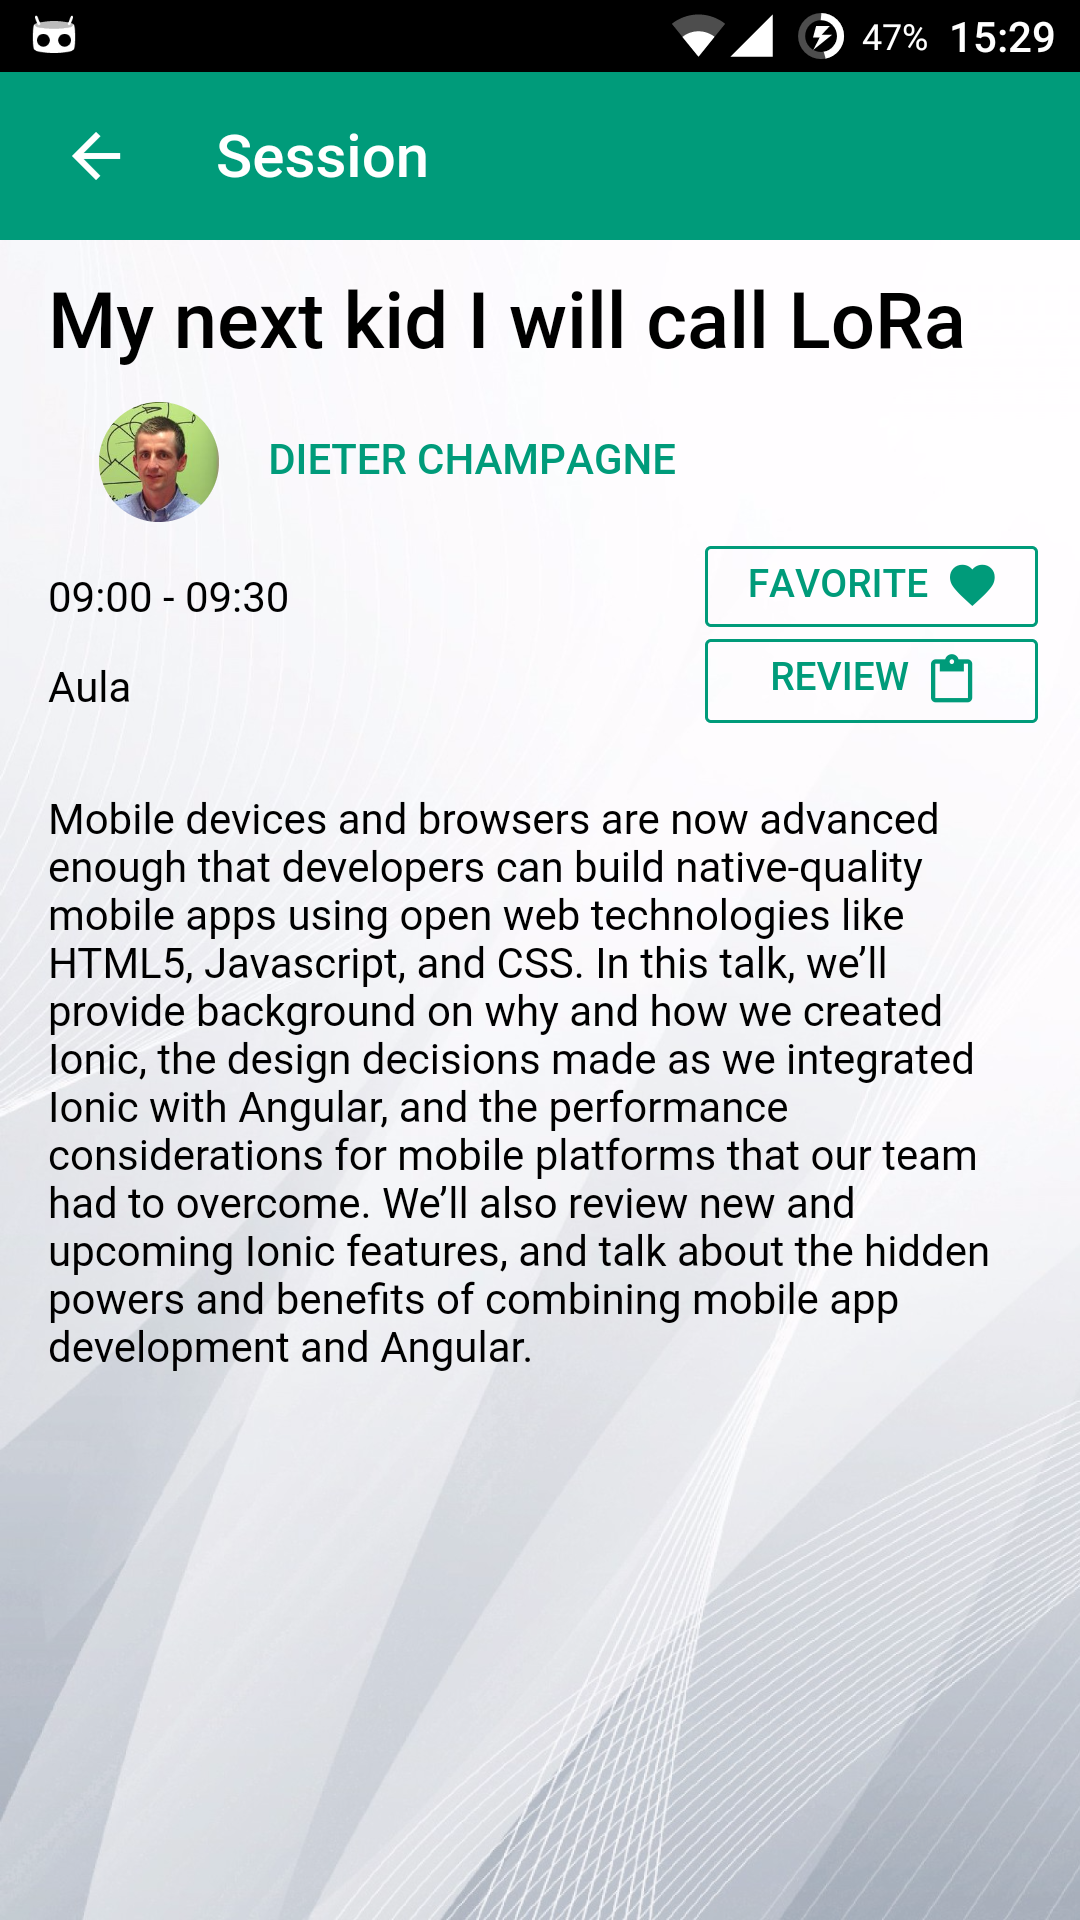 47% 15:29
Session
My next kid I will call LoRa
DIETER CHAMPAGNE
09:00 - 09:30
FAVORITE
Aula
REVIEW
Mobile devices and browsers are now advanced
enough that developers can build native-quality
mobile apps using open web technologies like
HTML5, Javascript, and CSS. In this talk, we’ll
provide background on why and how we created
Ionic, the design decisions made as we integrated
Ionic with Angular, and the performance
considerations for mobile platforms that our team
had to overcome. We’ll also review new and
upcoming Ionic features, and talk about the hidden
powers and benefits of combining mobile app
development and Angular.